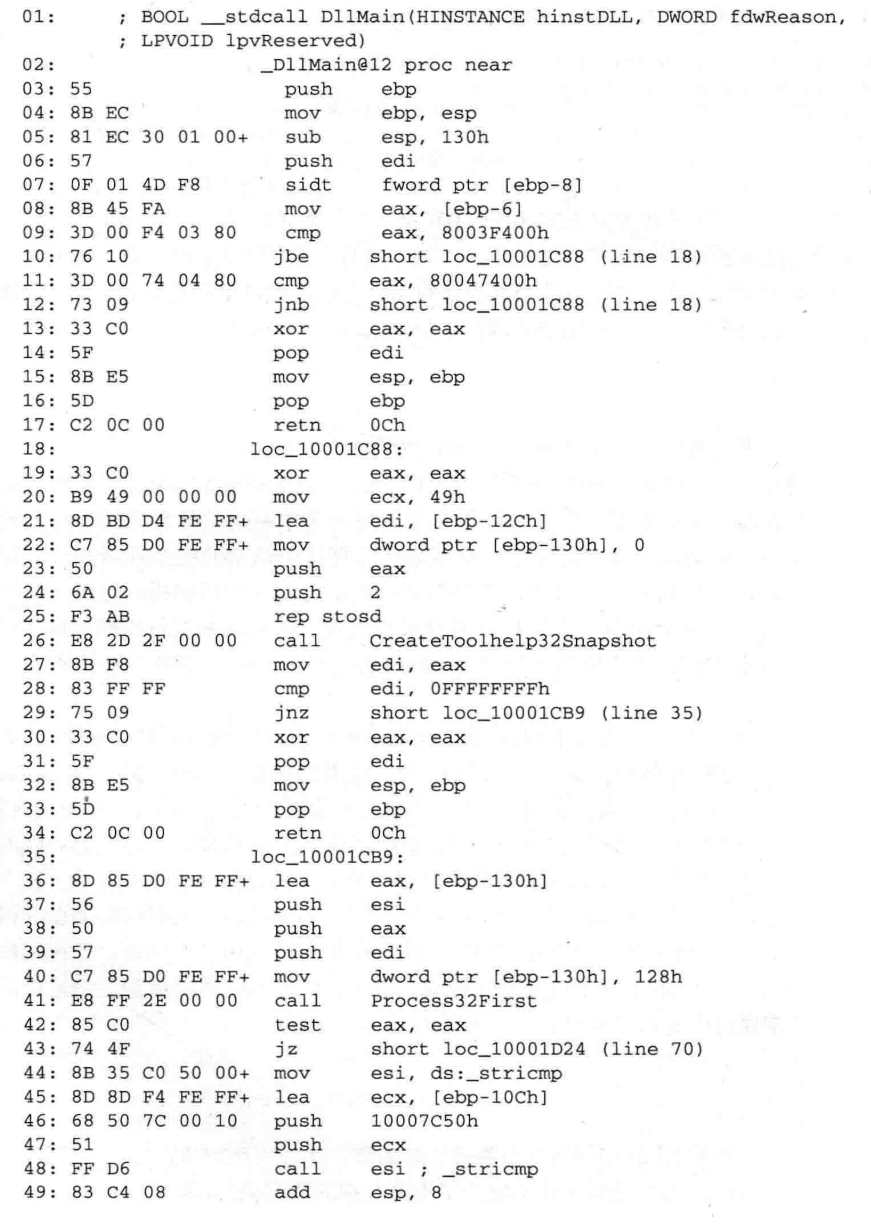 01: ; BOOL __stdcall DllMain(HINSTANCE hinstDLL, DWORD fdwReason,
; LPVOID lpvReserved)
02: _DllMain@12 proc near
03: 55 push ebp
04: 8B EC mov ebp, esp
05: 81 EC 30 01 00+ sub esp, 130h
06: 57 push edi
07: 0F 01 4D F8 sidt fword ptr [ebp-8]
08: 8B 45 FA mov eax, [ebp-6]
09: 3D 00 F4 03 80 cmp eax, 8003F400h
10: 76 10 jbe short loc_10001C88 (line 18)
11: 3D 00 74 04 80 cmp eax, 80047400h
12: 73 09 jnb short loc_10001C88 (line 18)
13: 33 C0 xor eax, eax
14: 5F pop edi
15: 8B E5 mov esp, ebp
16: 5D pop ebp
17: C2 0C 00 retn 0Ch
18: loc_10001C88:
19: 33 C0 xor eax, eax
20: B9 49 00 00 00 mov ecx, 49h
21: 8D BD D4 FE FF+ lea edi, [ebp-12Ch]
22: C7 85 D0 FE FF+ mov dword ptr [ebp-130h], 0
23: 50 push eax
24: 6A 02 push 2
25: F3 AB rep stosd
26: E8 2D 2F 00 00 call CreateToolhelp32Snapshot
27: 8B F8 mov edi, eax
28: 83 FF FF cmp edi, 0FFFFFFFFh
29: 75 09 jnz short loc_10001CB9 (line 35)
30: 33 C0 xor eax, eax
31: 5F pop edi
32: 8B E5 mov esp, ebp
33: 5D pop ebp
34: C2 0C 00 retn 0Ch
35: loc_10001CB9:
36: 8D 85 D0 FE FF+ lea eax, [ebp-130h]
37: 56 push esi
38: 50 push eax
39: 57 push edi
40: C7 85 D0 FE FF+ mov dword ptr [ebp-130h], 128h
41: E8 FF 2E 00 00 call Process32First
42: 85 C0 test eax, eax
43: 74 4F jz short loc_10001D24 (line 70)
44: 8B 35 C0 50 00+ mov esi, ds:_stricmp
45: 8D 8D F4 FE FF+ lea ecx, [ebp-10Ch]
46: 68 50 7C 00 10 push 10007C50h
47: 51 push ecx
48: FF D6 call esi ; _stricmp
49: 83 C4 08 add esp, 8